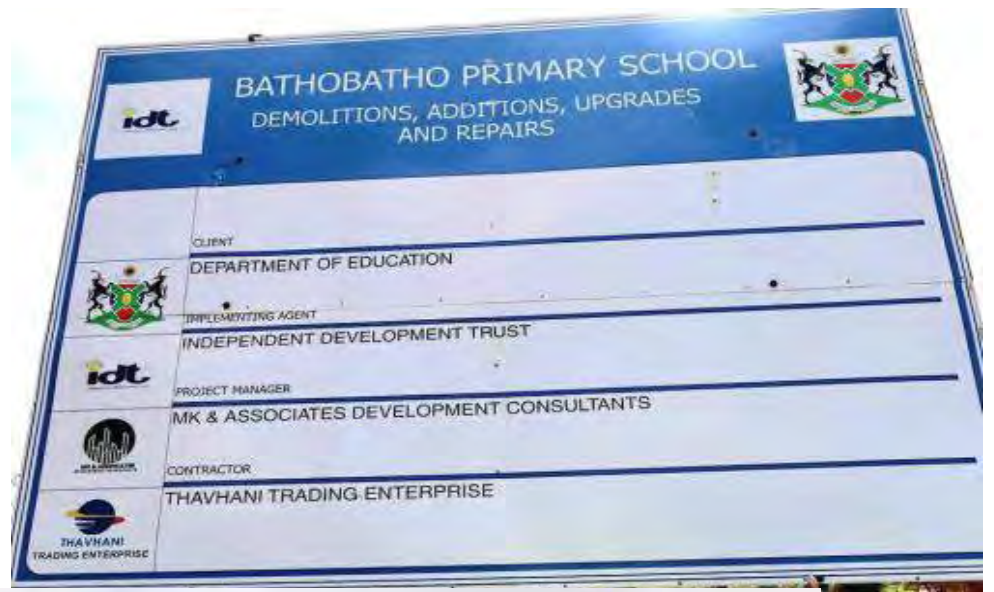 idt
BATHOBATHO PRIMARY SCHOOL
DEMOLITIONS, ADDITIONS, UPGRADES
AND REPAIRS
CLIENT
DEPARTMENT OF EDUCATION
IMPLEMENTING AGENT
INDEPENDENT DEVELOPMENT TRUST
idt
PROJECT MANAGER
MK & ASSOCIATES DEVELOPMENT CONSULTANTS
CONTRACTOR
THAVHANI TRADING ENTERPRISE
THAVHANI
TRADING ENTERPRISE